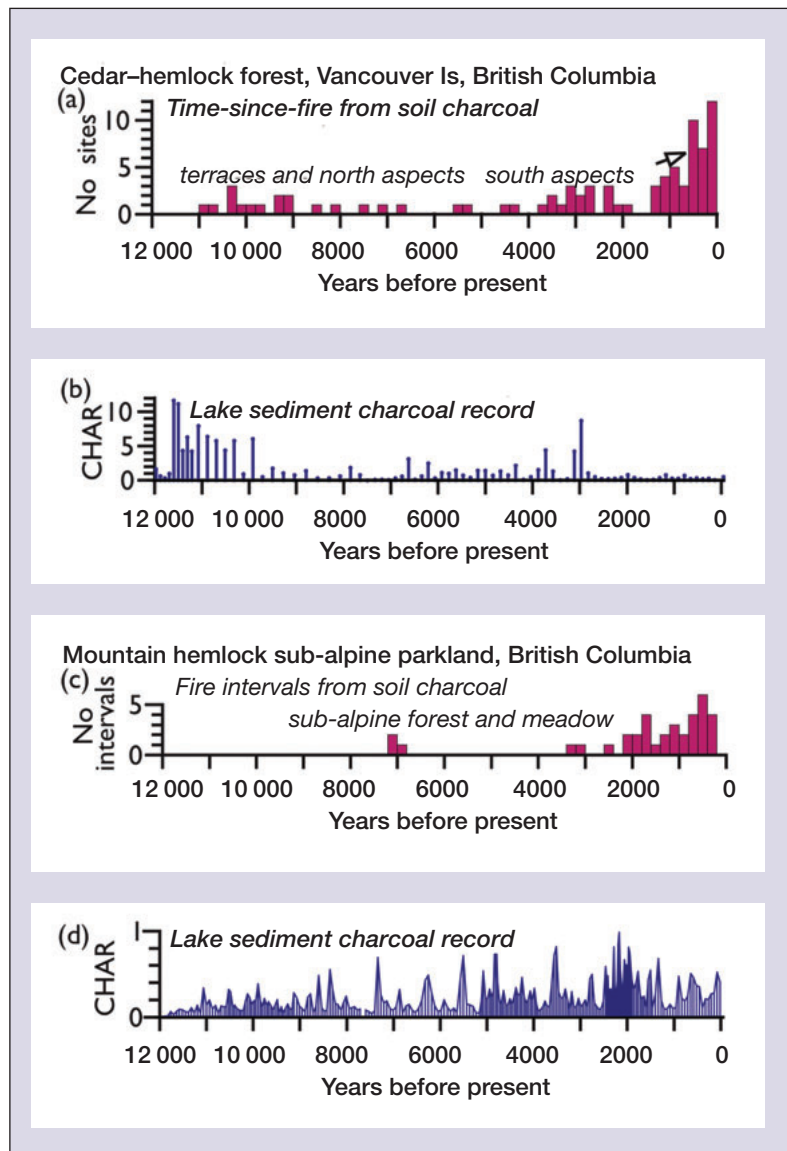 Cedar–hemlock forest, Vancouver Is, British Columbia
(a)
Time-since-fire from soil charcoal
No sites
10
5
0
terraces and north aspects south aspects
12 000 10 000 8000 6000 4000 2000 0
Years before present
(b)
Lake sediment charcoal record
CHAR
10
5
0
12 000 10 000 8000 6000 4000 2000 0
Years before present
Mountain hemlock sub-alpine parkland, British Columbia
(c)
Fire intervals from soil charcoal
sub-alpine forest and meadow
No
intervals
5
0
12 000 10 000 8000 6000 4000 2000 0
Years before present
(d)
Lake sediment charcoal record
CHAR
1
0
12 000 10 000 8000 6000 4000 2000 0
Years before present